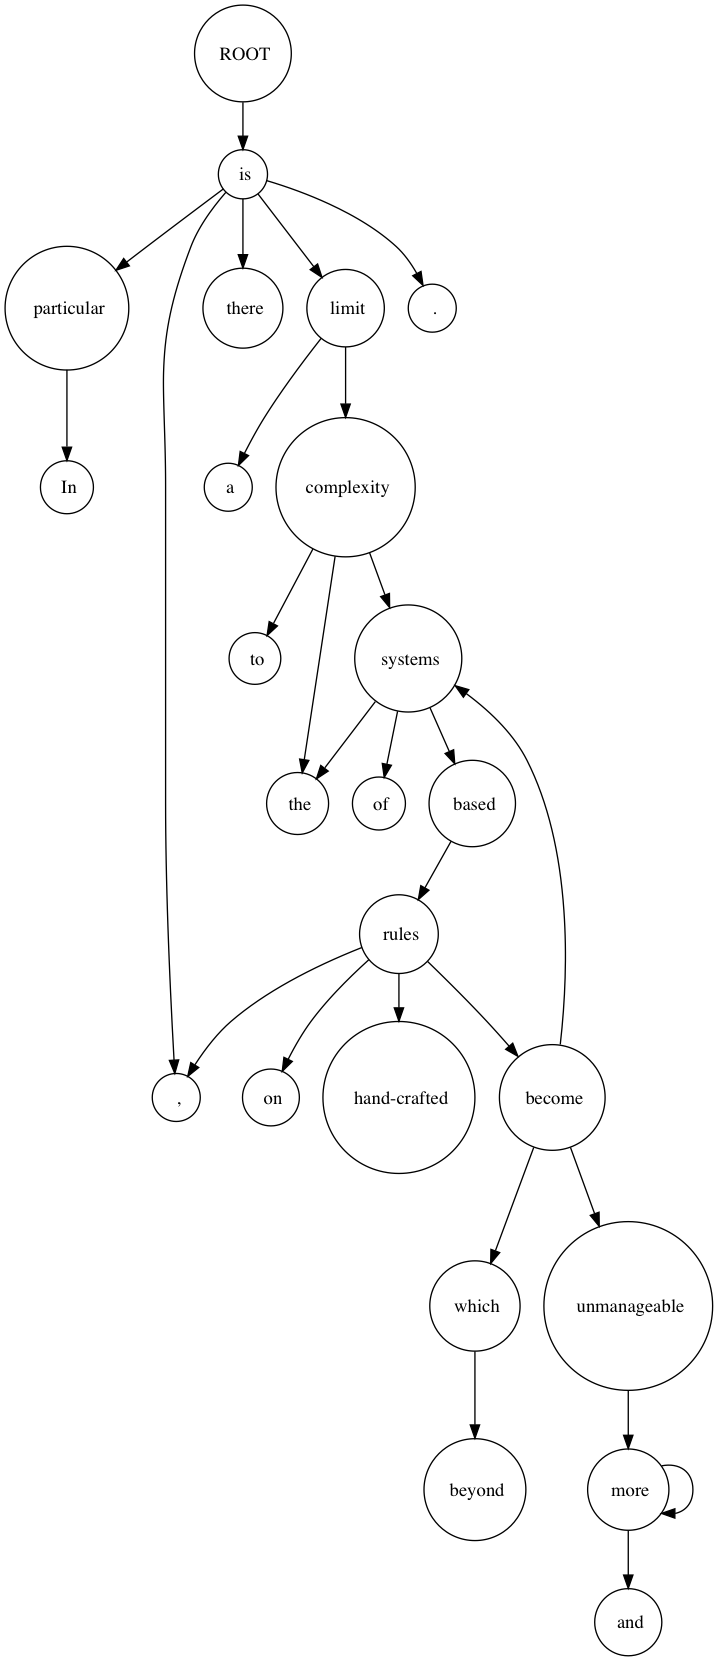 ROOT
is
particular
there
limit
.
In
a
complexity
to
systems
the
of
based
rules
,
on
hand-crafted
become
which
unmanageable
beyond
more
and